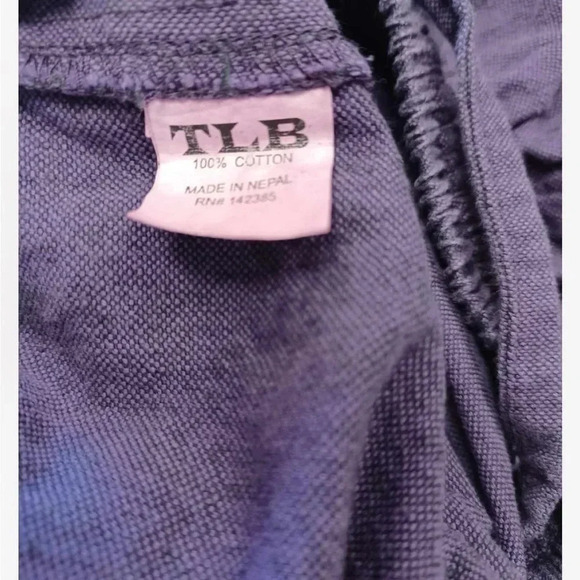 TLB
100% COTTON
MADE IN NEPAL
RN# 142385